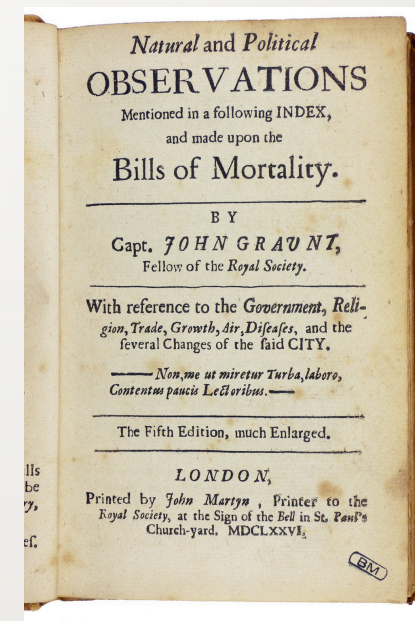 Natural and Political
OBSERVATIONS
Mentioned in a following INDEX,
and made upon the
Bills of Mortality.
BY
Capt. JOHN GRAUNT,
Fellow of the Royal Society.
With reference to the Government, Reli-
gion, Trade, Growth, Air, Diſeaſes, and the
ſeveral Changes of the ſaid CITY.
—— Non, me ut miretur Turba, laboro,
Contentus paucis Lectoribus. ——
The Fifth Edition, much Enlarged.
LONDON,
Printed by John Martyn, Printer to the
Royal Society, at the Sign of the Bell in St. Paul's
Church-yard. MDCLXXVI.
BM
lls
be
ry,
eſ.